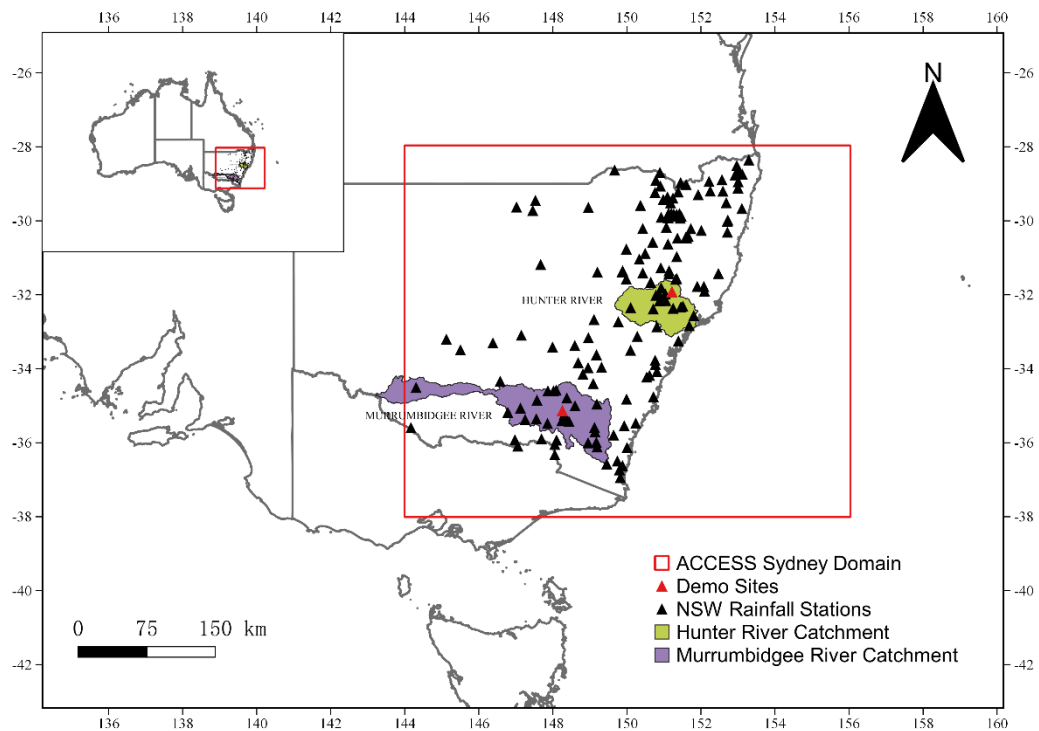 136 138 140 142 144 146 148 150 152 154 156 158 160
-26 -26
-28 -28
-30 -30
-32 -32
-34 -34
-36 -36
-38 -38
-40 -40
-42 -42
N
HUNTER RIVER
MURRUMBIDGEE RIVER
ACCESS Sydney Domain
Demo Sites
NSW Rainfall Stations
Hunter River Catchment
Murrumbidgee River Catchment
0 75 150 km
136 138 140 142 144 146 148 150 152 154 156 158 160